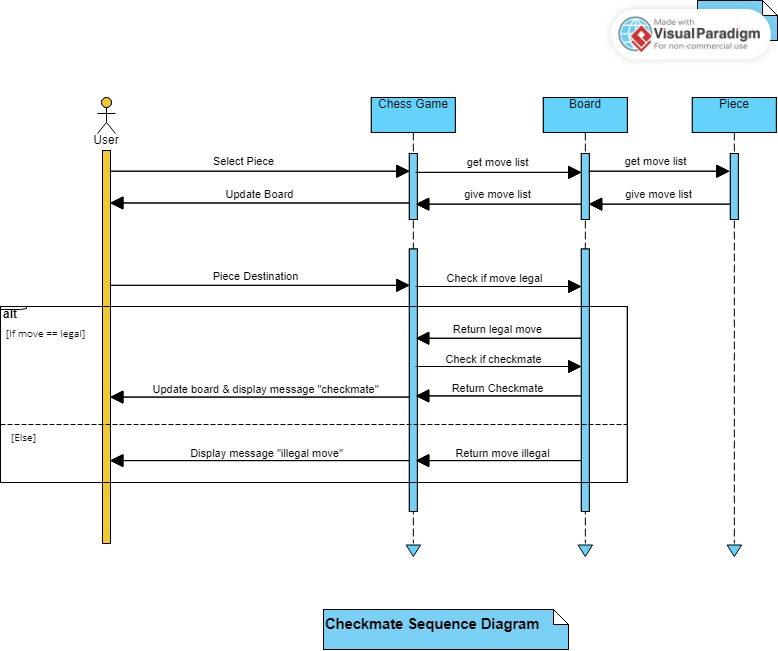 Made with
VisualParadigm
For non-commercial use
Chess Game
Board
Piece
User
Select Piece
get move list
get move list
Update Board
give move list
give move list
Piece Destination
Check if move legal
alt
[If move == legal]
Return legal move
Check if checkmate
Update board & display message "checkmate"
Return Checkmate
[Else]
Display message "illegal move"
Return move illegal
Checkmate Sequence Diagram